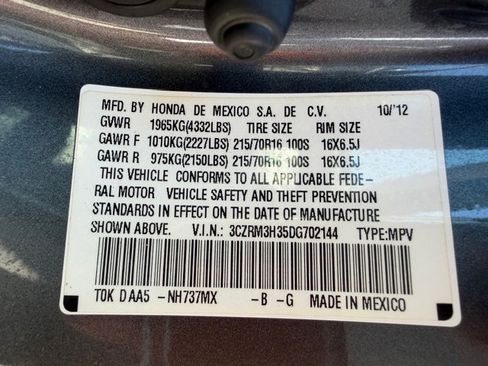 MFD. BY HONDA DE MEXICO S.A. DE C.V. 10/'12
GVWR 1965KG(4332LBS) TIRE SIZE RIM SIZE
GAWR F 1010KG(2227LBS) 215/70R16 100S 16X6.5J
GAWR R 975KG(2150LBS) 215/70R16 100S 16X6.5J
THIS VEHICLE CONFORMS TO ALL APPLICABLE FEDE-
RAL MOTOR VEHICLE SAFETY AND THEFT PREVENTION
STANDARDS IN EFFECT ON THE DATE OF MANUFACTURE
SHOWN ABOVE. V.I.N.: 3CZRM3H35DG702144 TYPE:MPV
T0K D AA5 -NH737MX -B -G MADE IN MEXICO